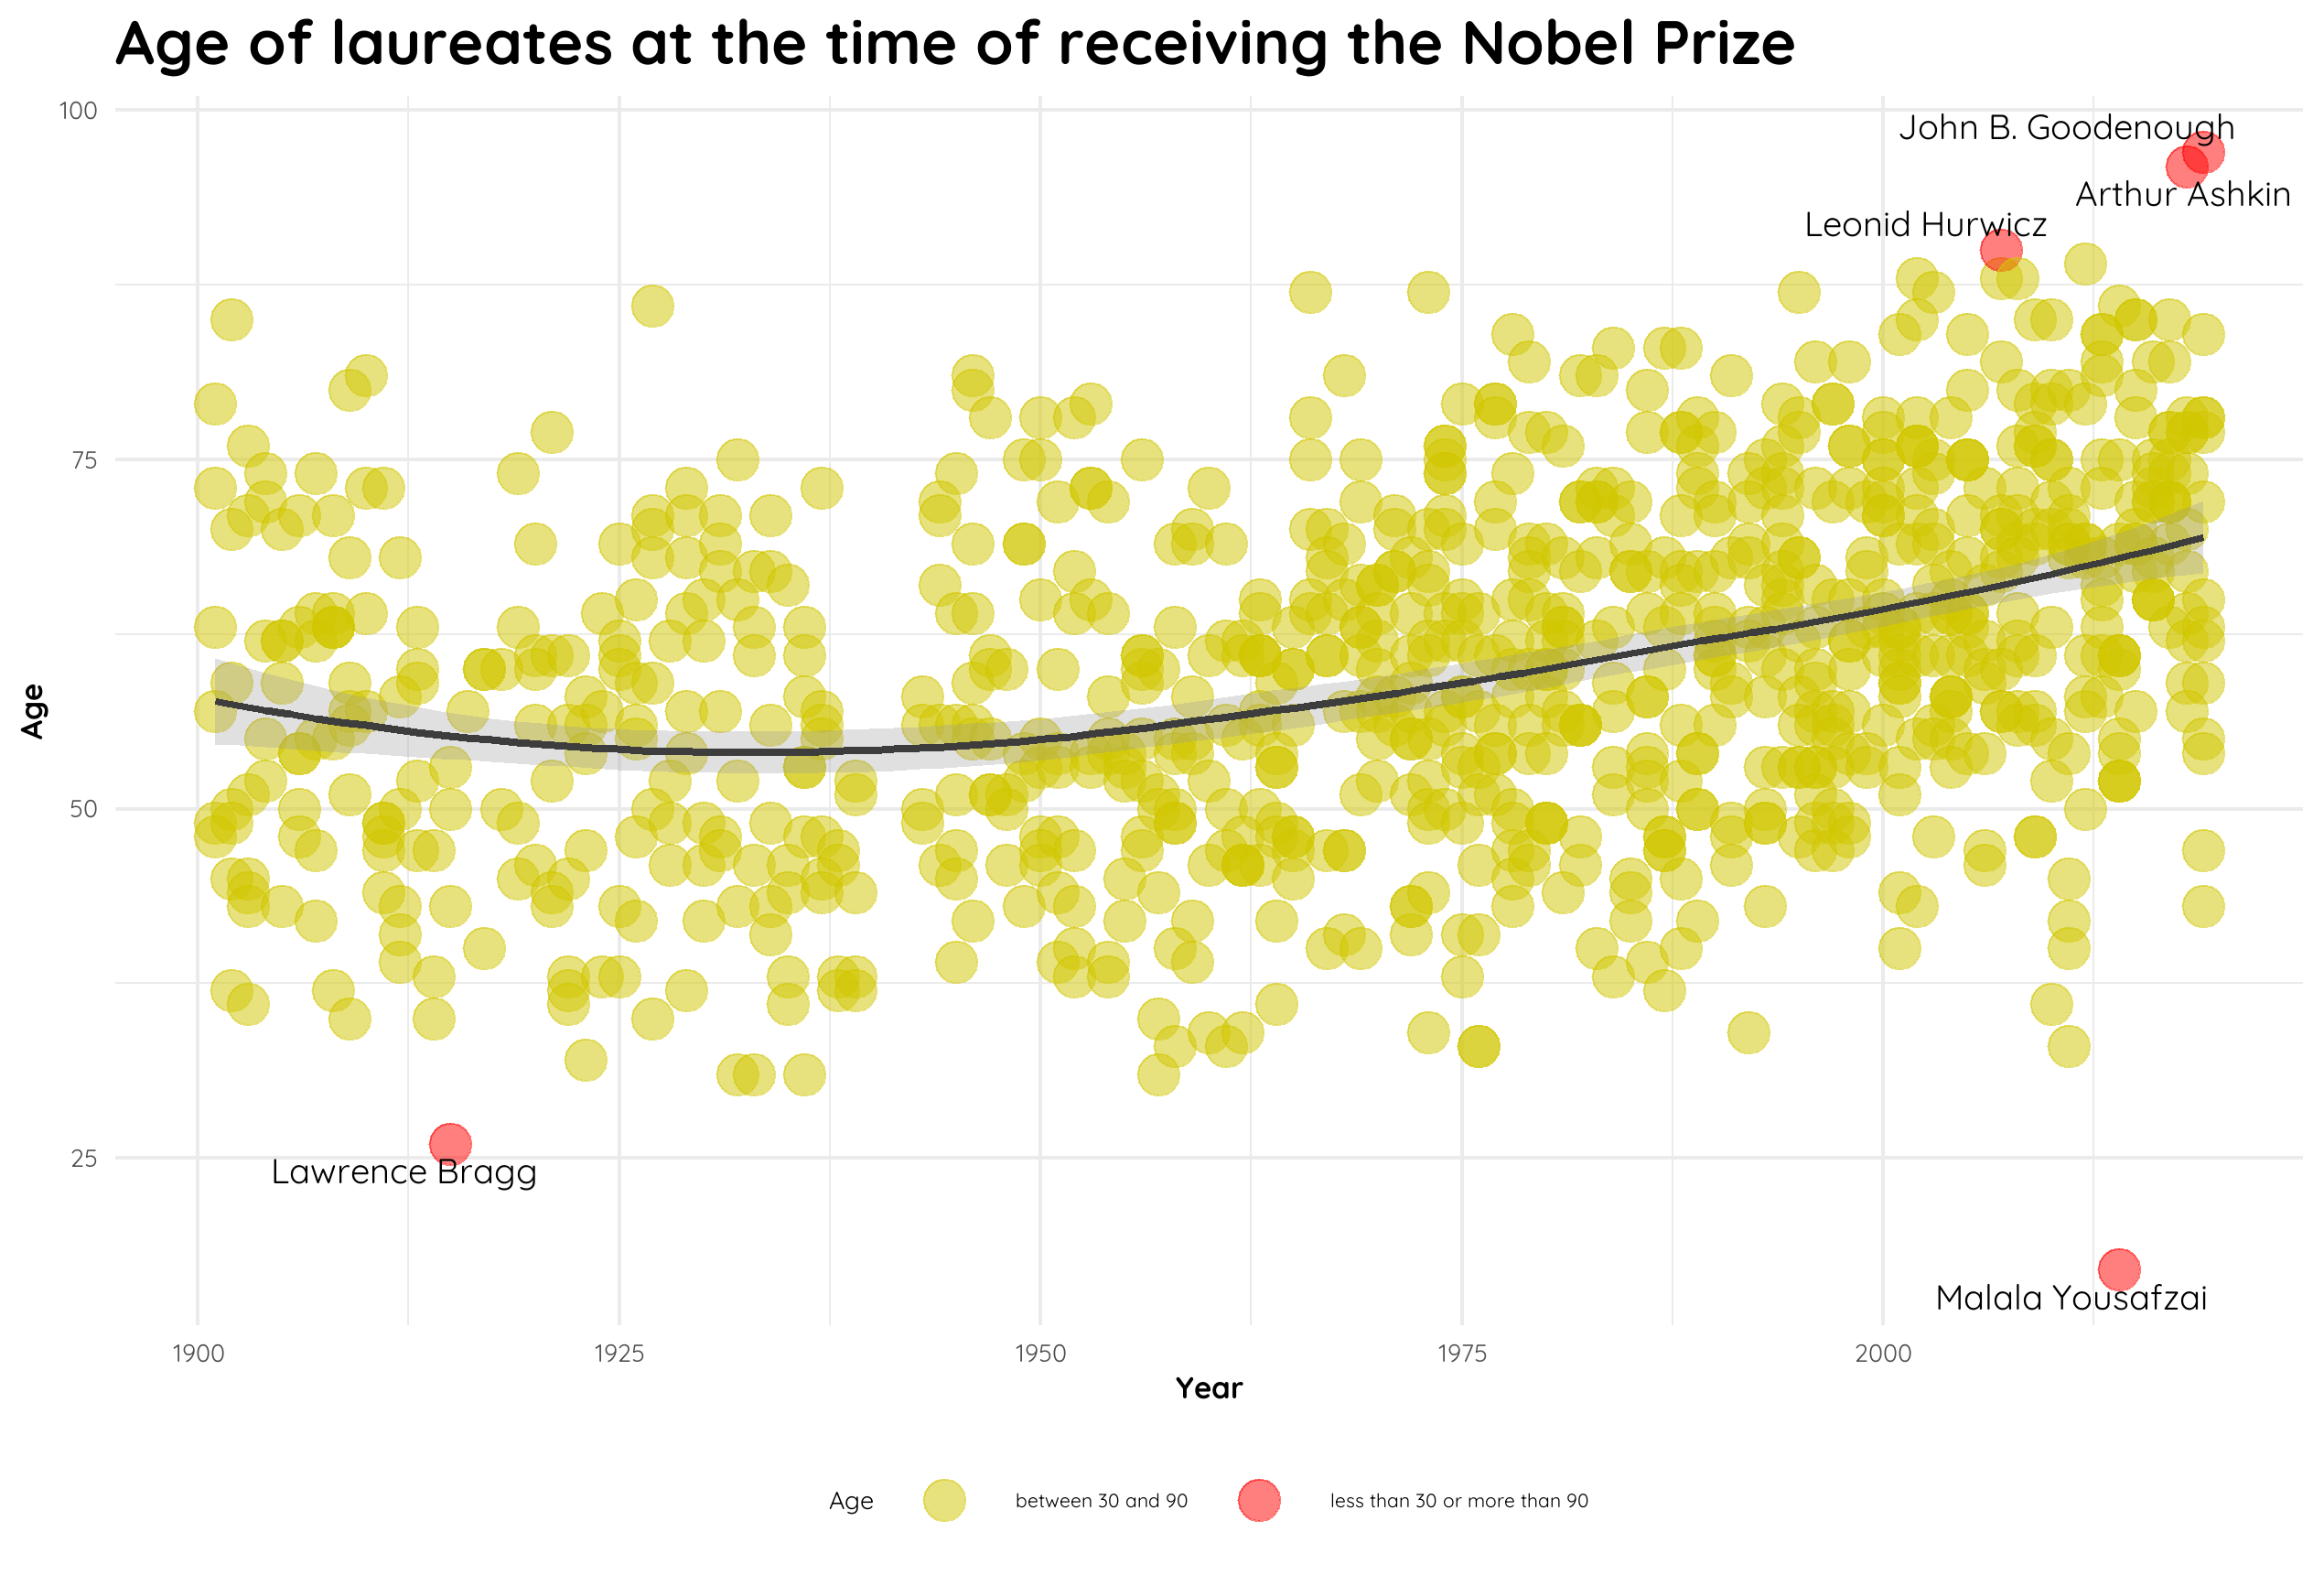 Age of laureates at the time of receiving the Nobel Prize
100
John B. Goodenough
Arthur Ashkin
Leonid Hurwicz
75
Age
50
25
Lawrence Bragg
Malala Yousafzai
1900 1925 1950 1975 2000
Year
Age between 30 and 90 less than 30 or more than 90